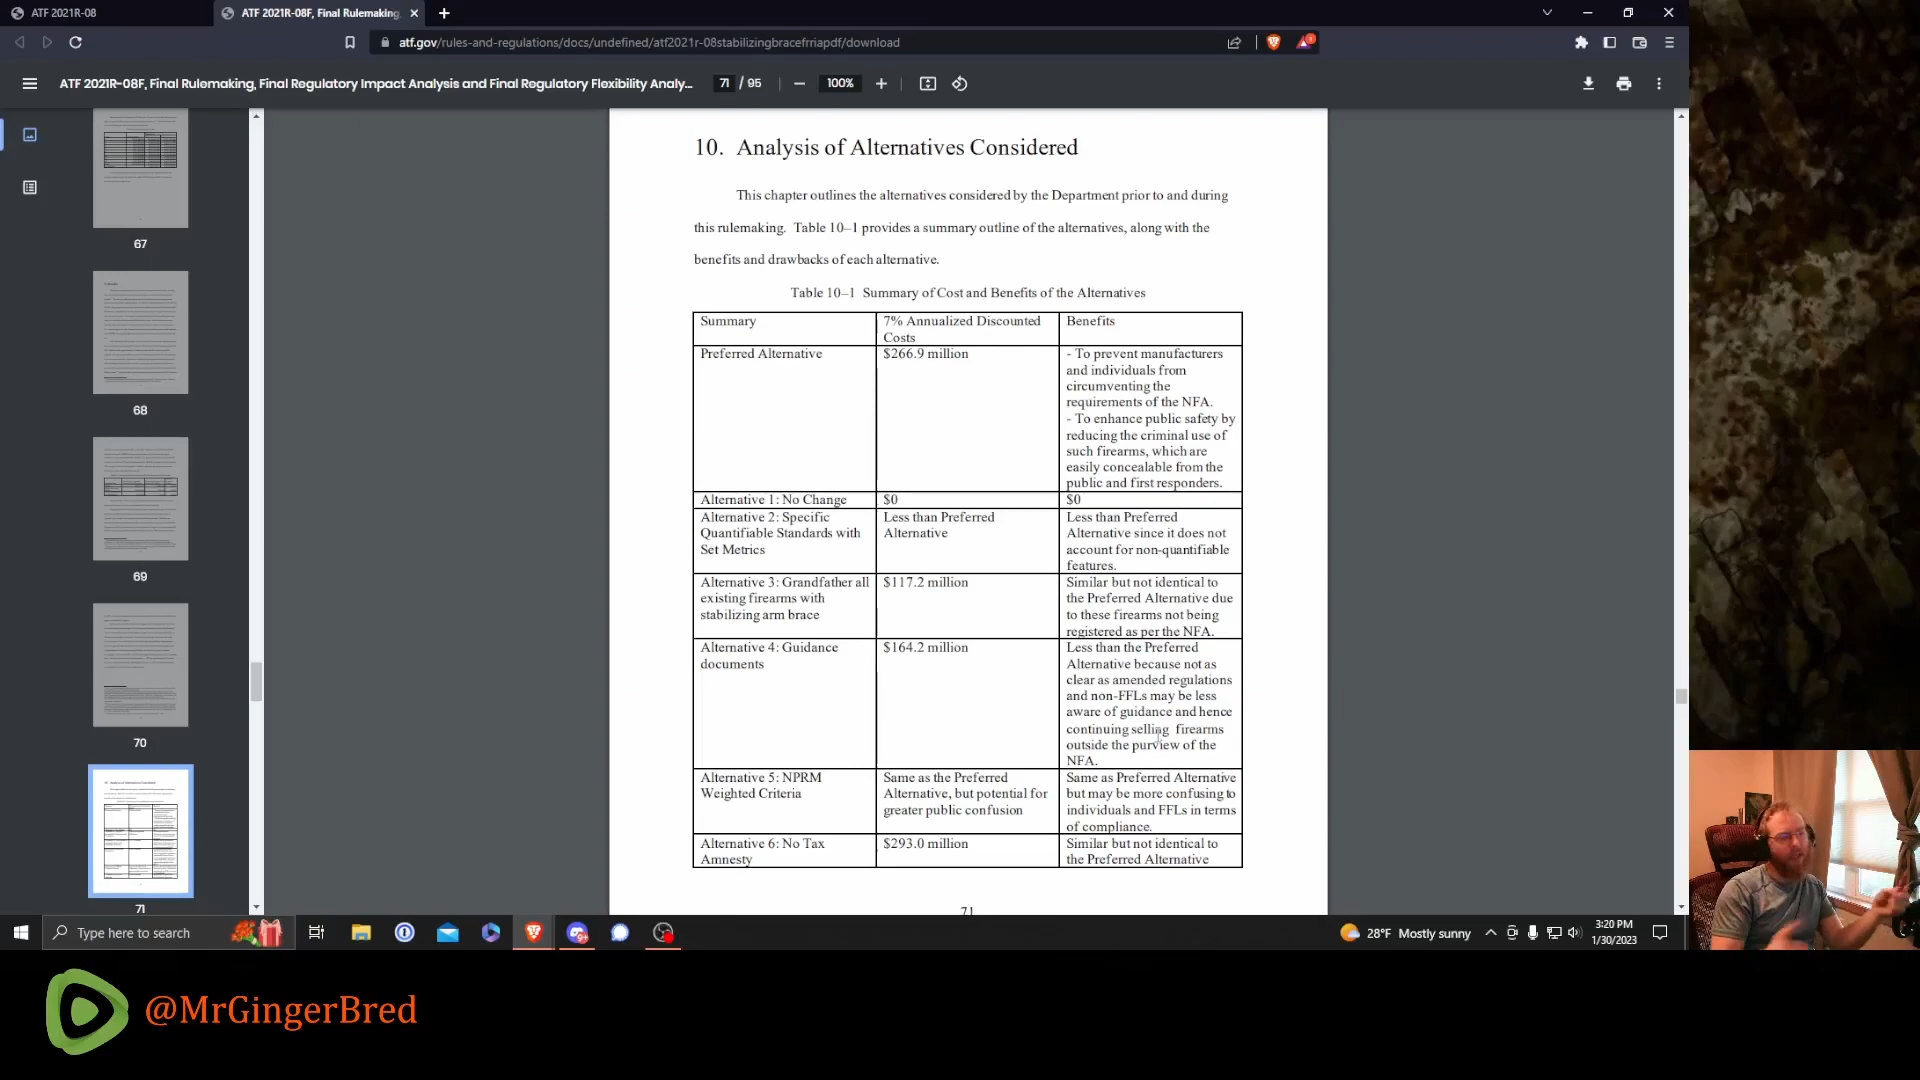 ATF 2021R-08
ATF 2021R-08F, Final Rulemaking,
atf.gov/rules-and-regulations/docs/undefined/atf2021r-08stabilizingbracefrriapdf/download
ATF 2021R-08F, Final Rulemaking, Final Regulatory Impact Analysis and Final Regulatory Flexibility Analy...
71 / 95
100%
67
68
69
70
71
10. Analysis of Alternatives Considered
This chapter outlines the alternatives considered by the Department prior to and during
this rulemaking. Table 10–1 provides a summary outline of the alternatives, along with the
benefits and drawbacks of each alternative.
Table 10–1 Summary of Cost and Benefits of the Alternatives
Summary
7% Annualized Discounted
Costs
Benefits
Preferred Alternative
$266.9 million
- To prevent manufacturers
and individuals from
circumventing the
requirements of the NFA.
- To enhance public safety by
reducing the criminal use of
such firearms, which are
easily concealable from the
public and first responders.
Alternative 1: No Change
$0
$0
Alternative 2: Specific
Quantifiable Standards with
Set Metrics
Less than Preferred
Alternative
Less than Preferred
Alternative since it does not
account for non-quantifiable
features.
Alternative 3: Grandfather all
existing firearms with
stabilizing arm brace
$117.2 million
Similar but not identical to
the Preferred Alternative due
to these firearms not being
registered as per the NFA.
Alternative 4: Guidance
documents
$164.2 million
Less than the Preferred
Alternative because not as
clear as amended regulations
and non-FFLs may be less
aware of guidance and hence
continuing selling firearms
outside the purview of the
NFA.
Alternative 5: NPRM
Weighted Criteria
Same as the Preferred
Alternative, but potential for
greater public confusion
Same as Preferred Alternative
but may be more confusing to
individuals and FFLs in terms
of compliance.
Alternative 6: No Tax
Amnesty
$293.0 million
Similar but not identical to
the Preferred Alternative
71
Type here to search
28°F Mostly sunny
3:20 PM
1/30/2023
@MrGingerBred